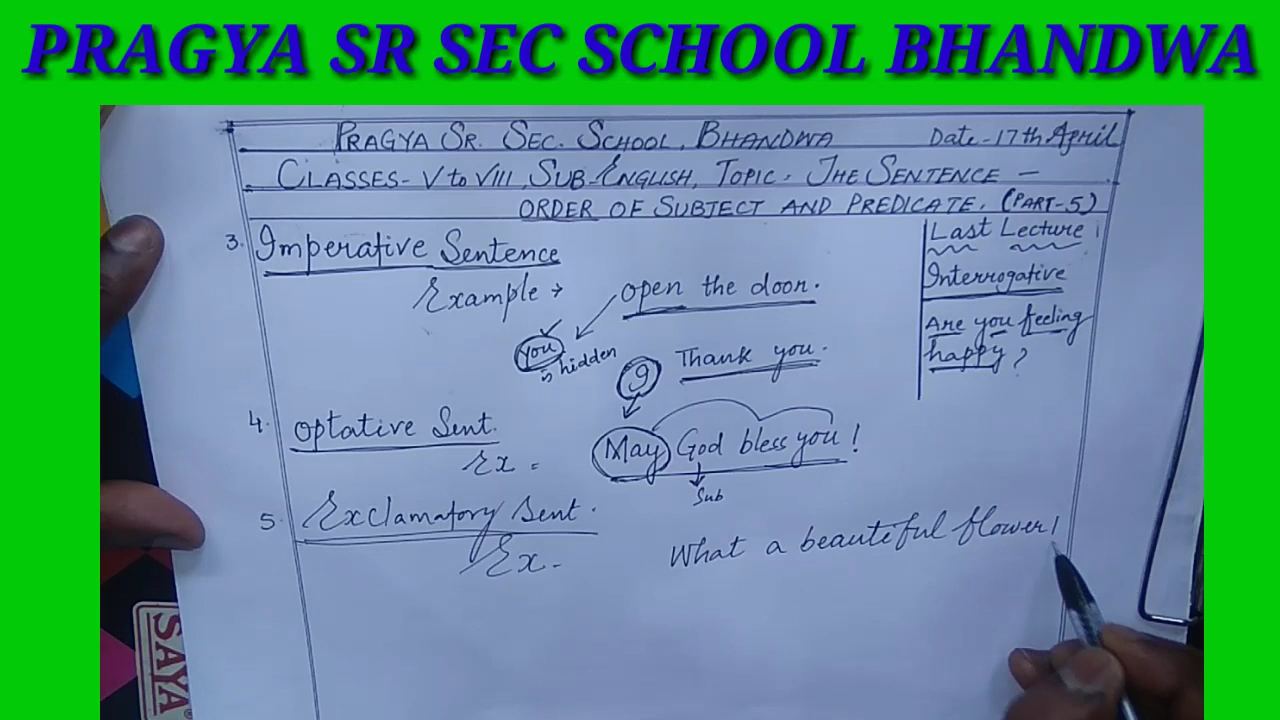 PRAGYA SR SEC SCHOOL BHANDWA
PRAGYA SR. SEC. SCHOOL, BHANDWA Date-17th April
CLASSES- V to VIII, SUB-ENGLISH, TOPIC- THE SENTENCE -
ORDER OF SUBJECT AND PREDICATE. (PART-5)
Last Lecture
Interrogative
Are you feeling
happy?
3. Imperative Sentence
Example → open the door.
you is hidden
I Thank you.
4. Optative Sent.
Ex = May God bless you!
Sub
5. Exclamatory Sent.
Ex. - What a beauteful flower!
SAYA